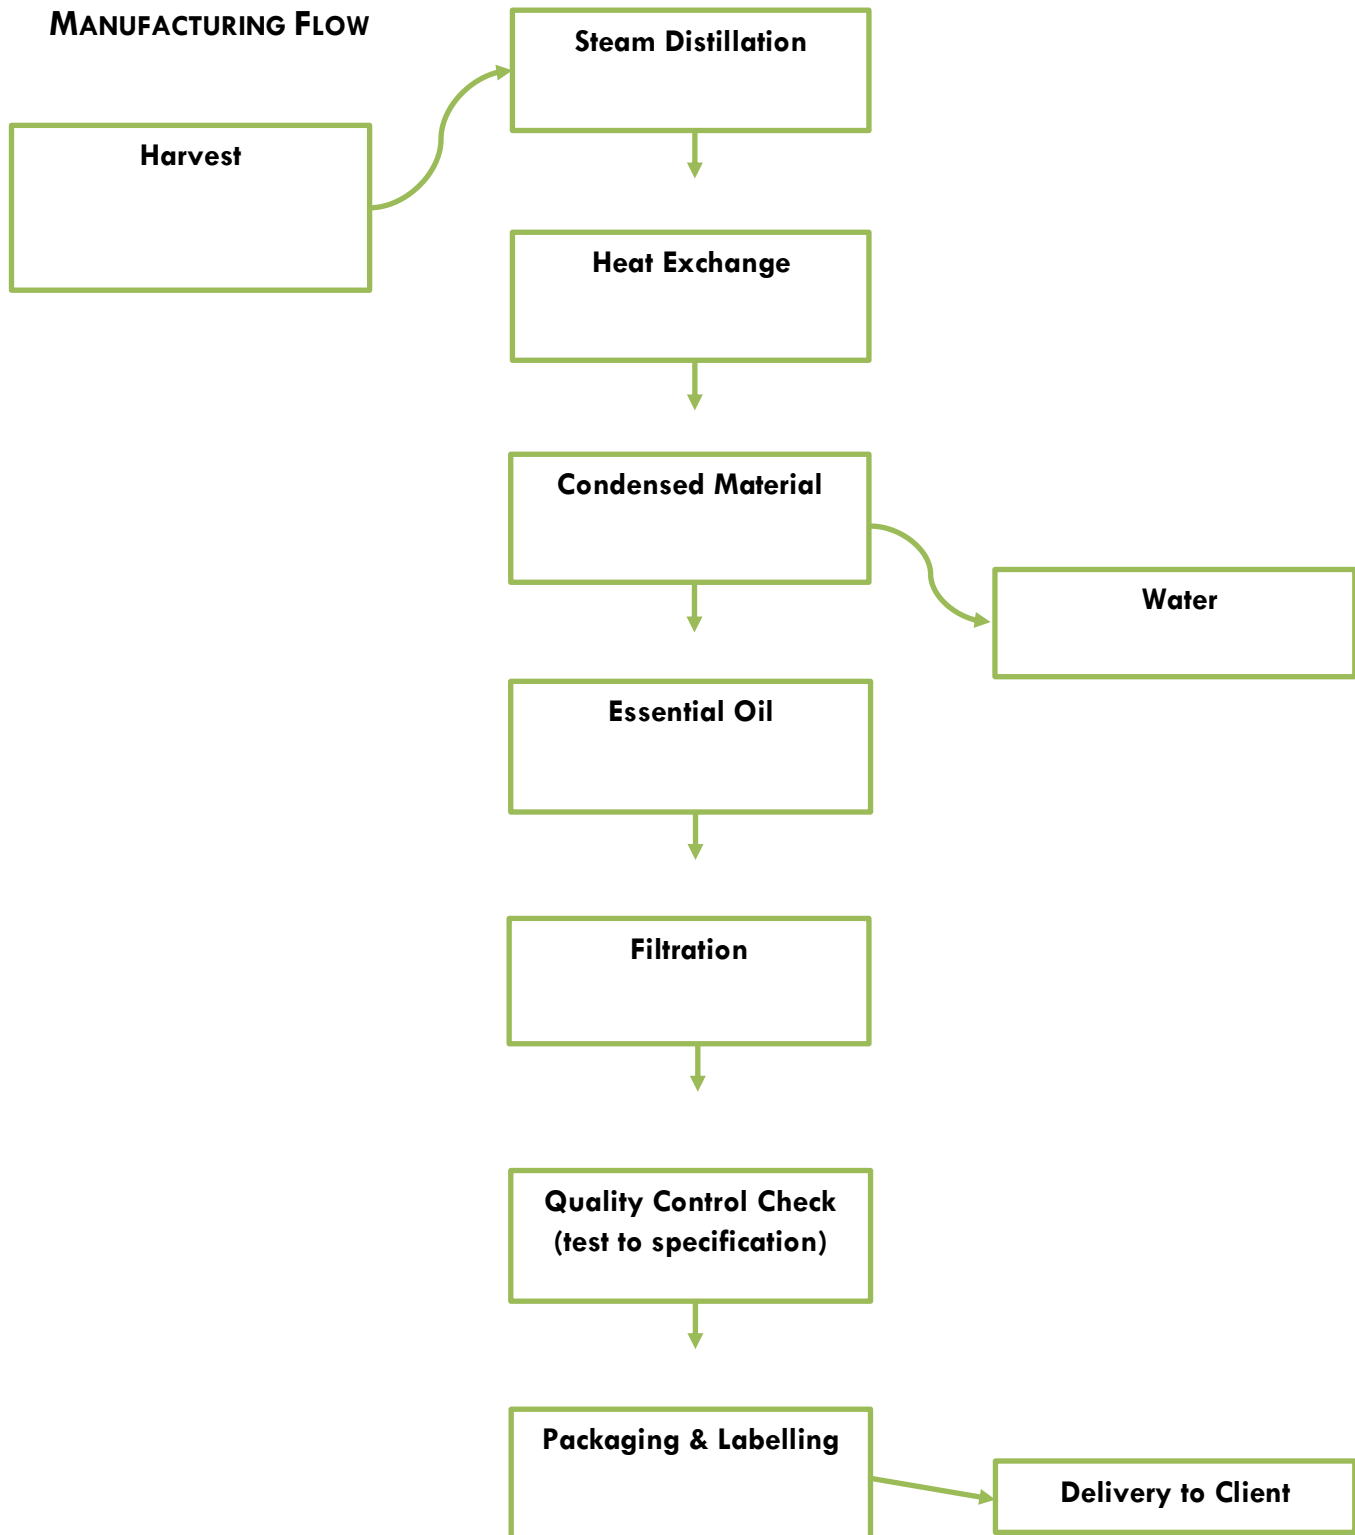 MANUFACTURING FLOW
Steam Distillation
Harvest
Heat Exchange
Condensed Material
Water
Essential Oil
Filtration
Quality Control Check
(test to specification)
Packaging & Labelling
Delivery to Client